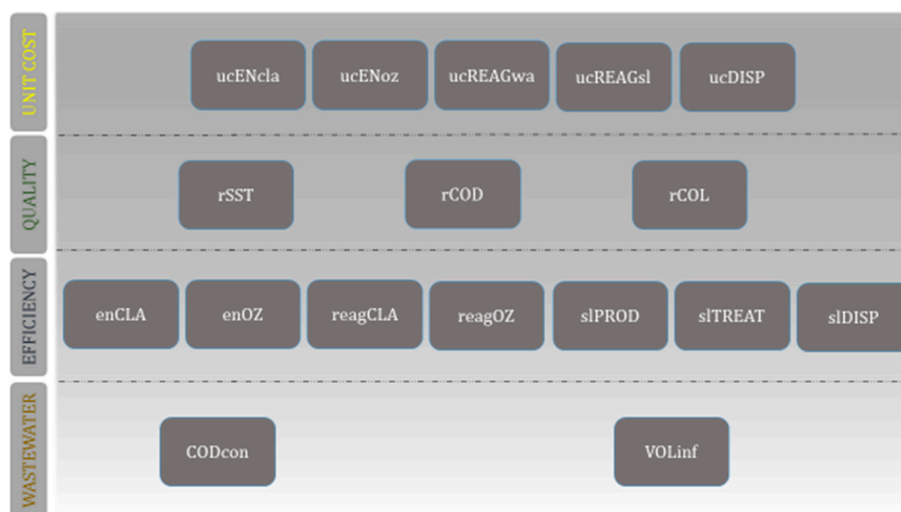 UNIT COST
ucENcla
ucENoz
ucREAGwa
ucREAGsl
ucDISP
QUALITY
rSST
rCOD
rCOL
EFFICIENCY
enCLA
enOZ
reagCLA
reagOZ
slPROD
slTREAT
slDISP
WASTEWATER
CODcon
VOLinf